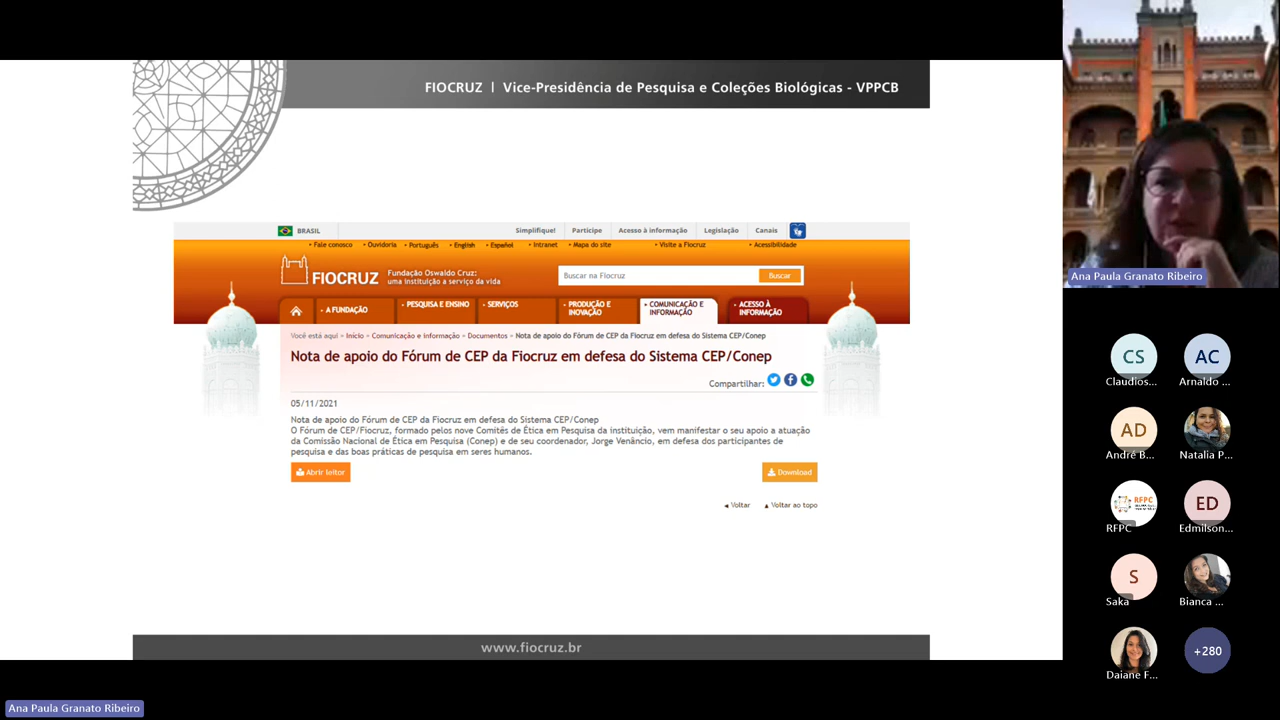 FIOCRUZ | Vice-Presidência de Pesquisa e Coleções Biológicas - VPPCB
BRASIL
Simplifique!
Participe
Acesso à informação
Legislação
Canais
Fale conosco
Ouvidoria
Português
English
Español
Intranet
Mapa do site
Visite a Fiocruz
Acessibilidade
FIOCRUZ
Fundação Oswaldo Cruz:
uma instituição a serviço da vida
Buscar na Fiocruz
Buscar
A FUNDAÇÃO
PESQUISA E ENSINO
SERVIÇOS
PRODUÇÃO E
INOVAÇÃO
COMUNICAÇÃO E
INFORMAÇÃO
ACESSO À
INFORMAÇÃO
Você está aqui » Início » Comunicação e informação » Documentos » Nota de apoio do Fórum de CEP da Fiocruz em defesa do Sistema CEP/Conep
Nota de apoio do Fórum de CEP da Fiocruz em defesa do Sistema CEP/Conep
Compartilhar:
05/11/2021
Nota de apoio do Fórum de CEP da Fiocruz em defesa do Sistema CEP/Conep
O Fórum de CEP/Fiocruz, formado pelos nove Comitês de Ética em Pesquisa da instituição, vem manifestar o seu apoio a atuação
da Comissão Nacional de Ética em Pesquisa (Conep) e de seu coordenador, Jorge Venâncio, em defesa dos participantes de
pesquisa e das boas práticas de pesquisa em seres humanos.
Abrir leitor
Download
Voltar
Voltar ao topo
www.fiocruz.br
Ana Paula Granato Ribeiro
Ana Paula Granato Ribeiro
CS
Claudios...
AC
Arnaldo ...
AD
André B...
Natalia P...
RFPC
RFPC
ED
Edmilson...
S
Saka
Bianca ...
Daiane F...
+280